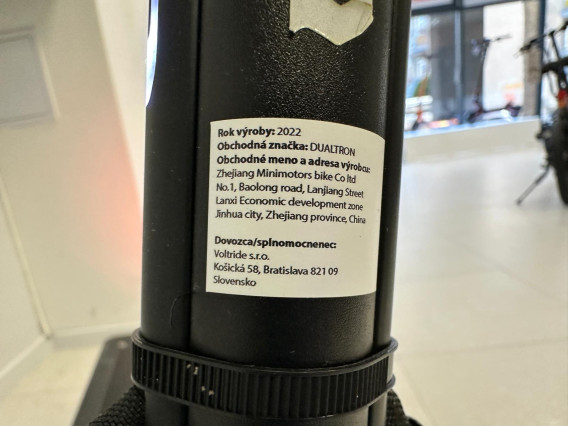 Rok výroby: 2022
Obchodná značka: DUALTRON
Obchodné meno a adresa výrobcu:
Zhejiang Minimotors bike Co ltd
No.1, Baolong road, Lanjiang Street
Lanxi Economic development zone
Jinhua city, Zhejiang province, China
Dovozca/splnomocnenec:
Voltride s.r.o.
Košická 58, Bratislava 821 09
Slovensko